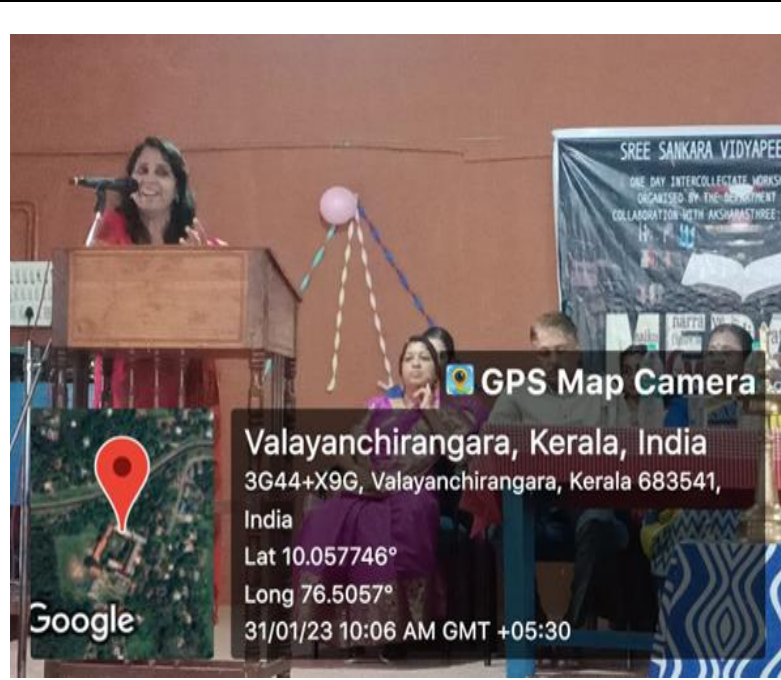 SREE SANKARA VIDYAPEE
ONE DAY INTERCOLLEGIATE WORKS
ORGANISED BY THE DEPARTMENT
COLLABORATION WITH AKSHARASTHREE:
narra
haiku
GPS Map Camera
Valayanchirangara, Kerala, India
3G44+X9G, Valayanchirangara, Kerala 683541,
India
Lat 10.057746°
Long 76.5057°
31/01/23 10:06 AM GMT +05:30
Google